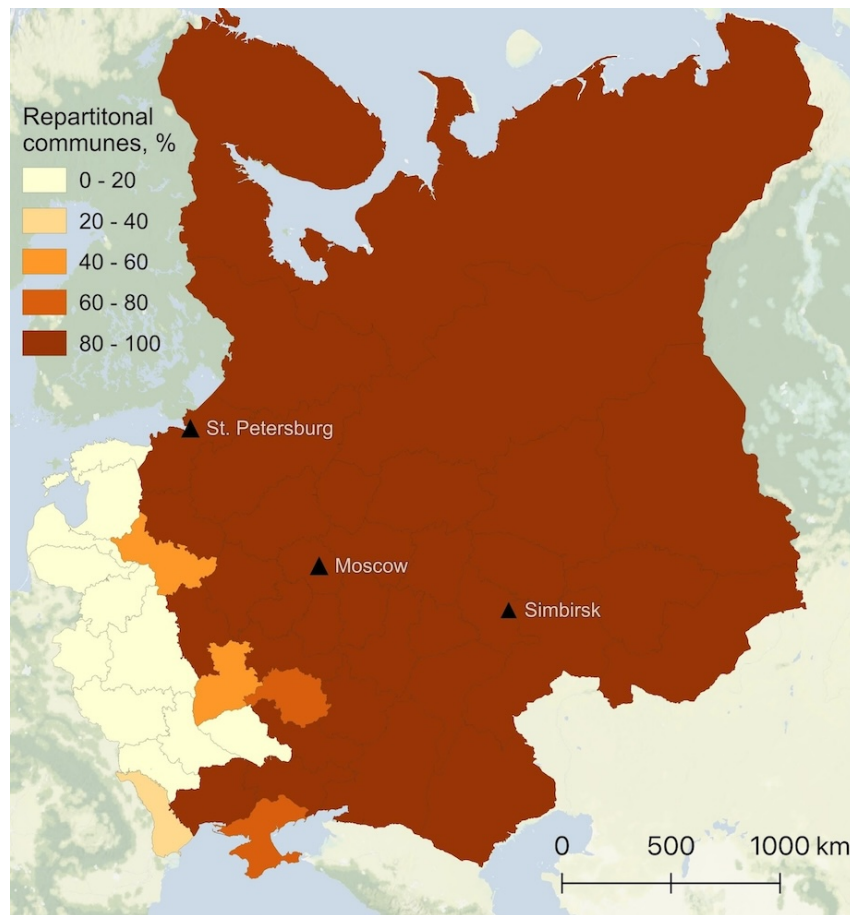 Repartitonal
communes, %
0 - 20
20 - 40
40 - 60
60 - 80
80 - 100
St. Petersburg
Moscow
Simbirsk
0 500 1000 km